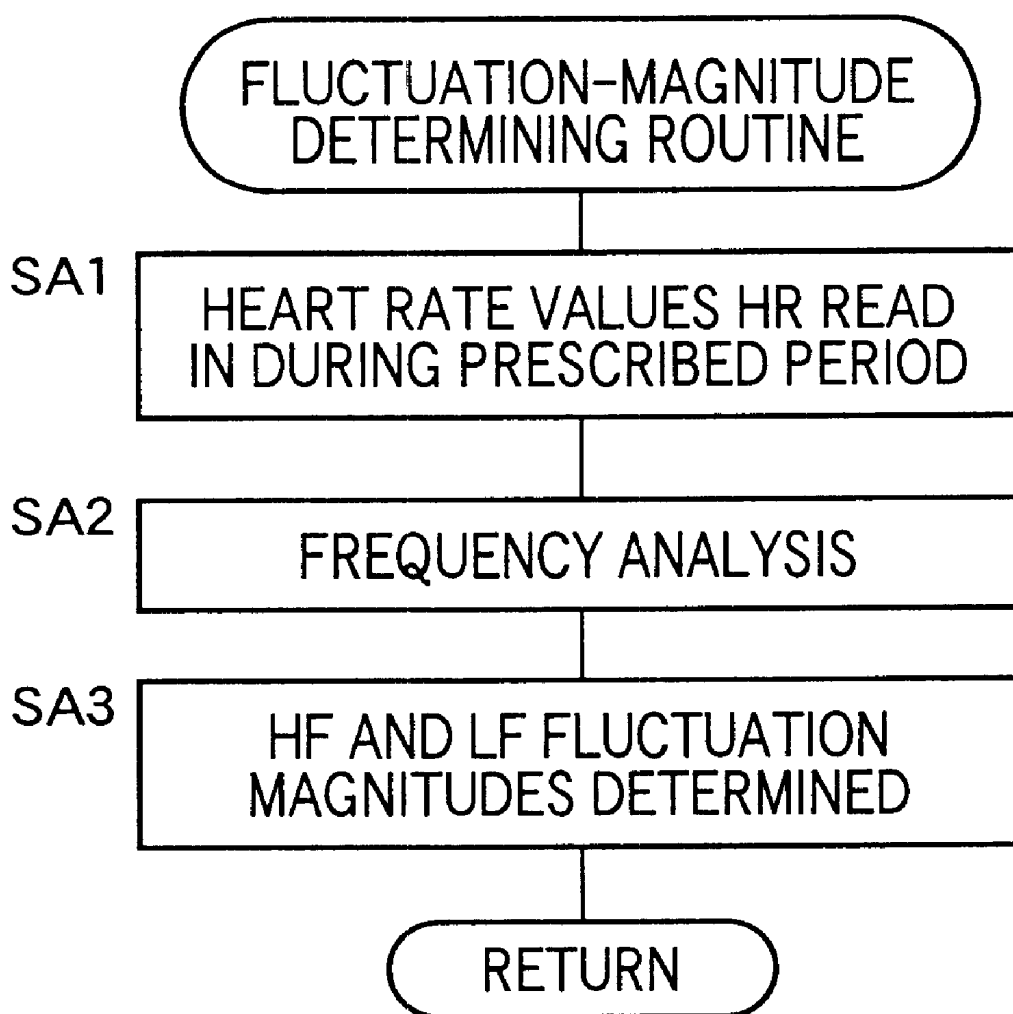 FLUCTUATION-MAGNITUDE
DETERMINING ROUTINE
SA1
HEART RATE VALUES HR READ
IN DURING PRESCRIBED PERIOD
SA2
FREQUENCY ANALYSIS
SA3
HF AND LF FLUCTUATION
MAGNITUDES DETERMINED
RETURN